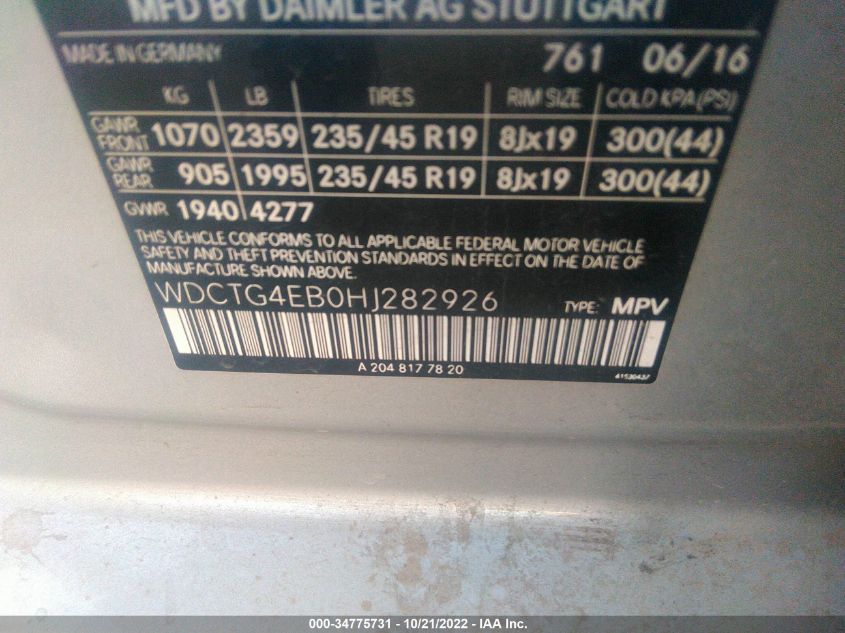 MFD BY DAIMLER AG STUTTGART
MADE IN GERMANY 761 06/16
KG LB TIRES RIM SIZE COLD KPA(PSI)
GAWR FRONT 1070 2359 235/45 R19 8Jx19 300(44)
GAWR REAR 905 1995 235/45 R19 8Jx19 300(44)
GVWR 1940 4277
THIS VEHICLE CONFORMS TO ALL APPLICABLE FEDERAL MOTOR VEHICLE
SAFETY AND THEFT PREVENTION STANDARDS IN EFFECT ON THE DATE OF
MANUFACTURE SHOWN ABOVE.
WDCTG4EB0HJ282926 TYPE: MPV
A 204 817 78 20
000-34775731 - 10/21/2022 - IAA Inc.